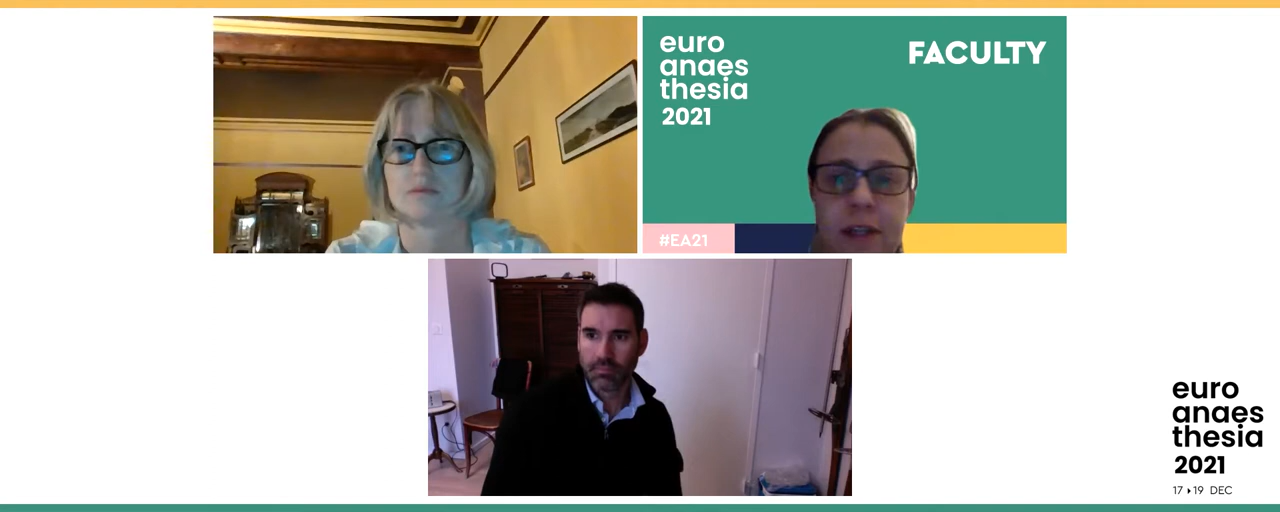 euro
anaes
thesia
2021
FACULTY
#EA21
euro
anaes
thesia
2021
17 ▸ 19 DEC